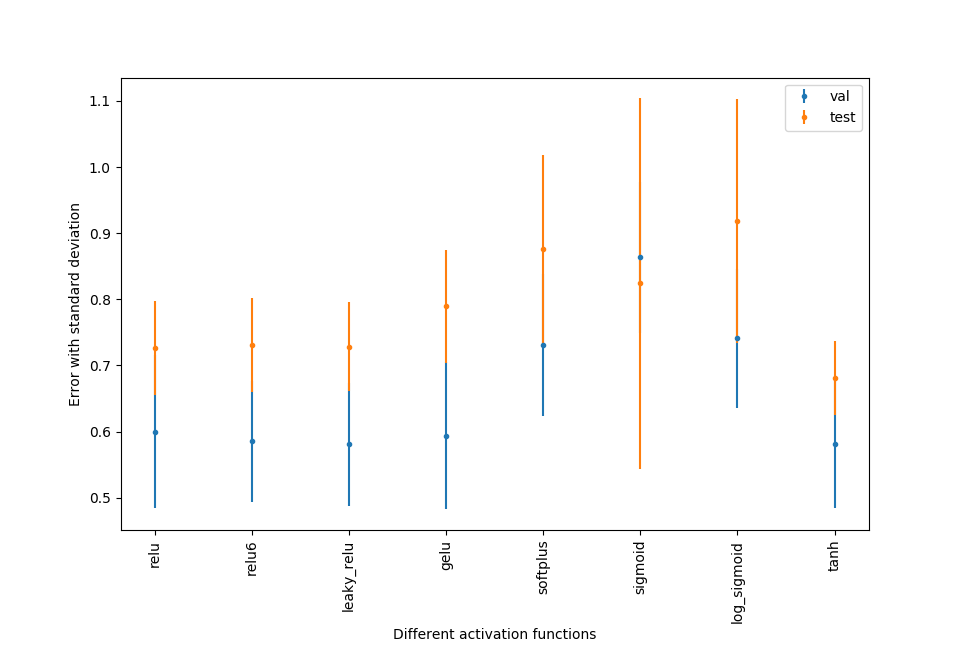 val
test
1.1
1.0
0.9
0.8
0.7
0.6
0.5
Error with standard deviation
relu
relu6
leaky_relu
gelu
softplus
sigmoid
log_sigmoid
tanh
Different activation functions